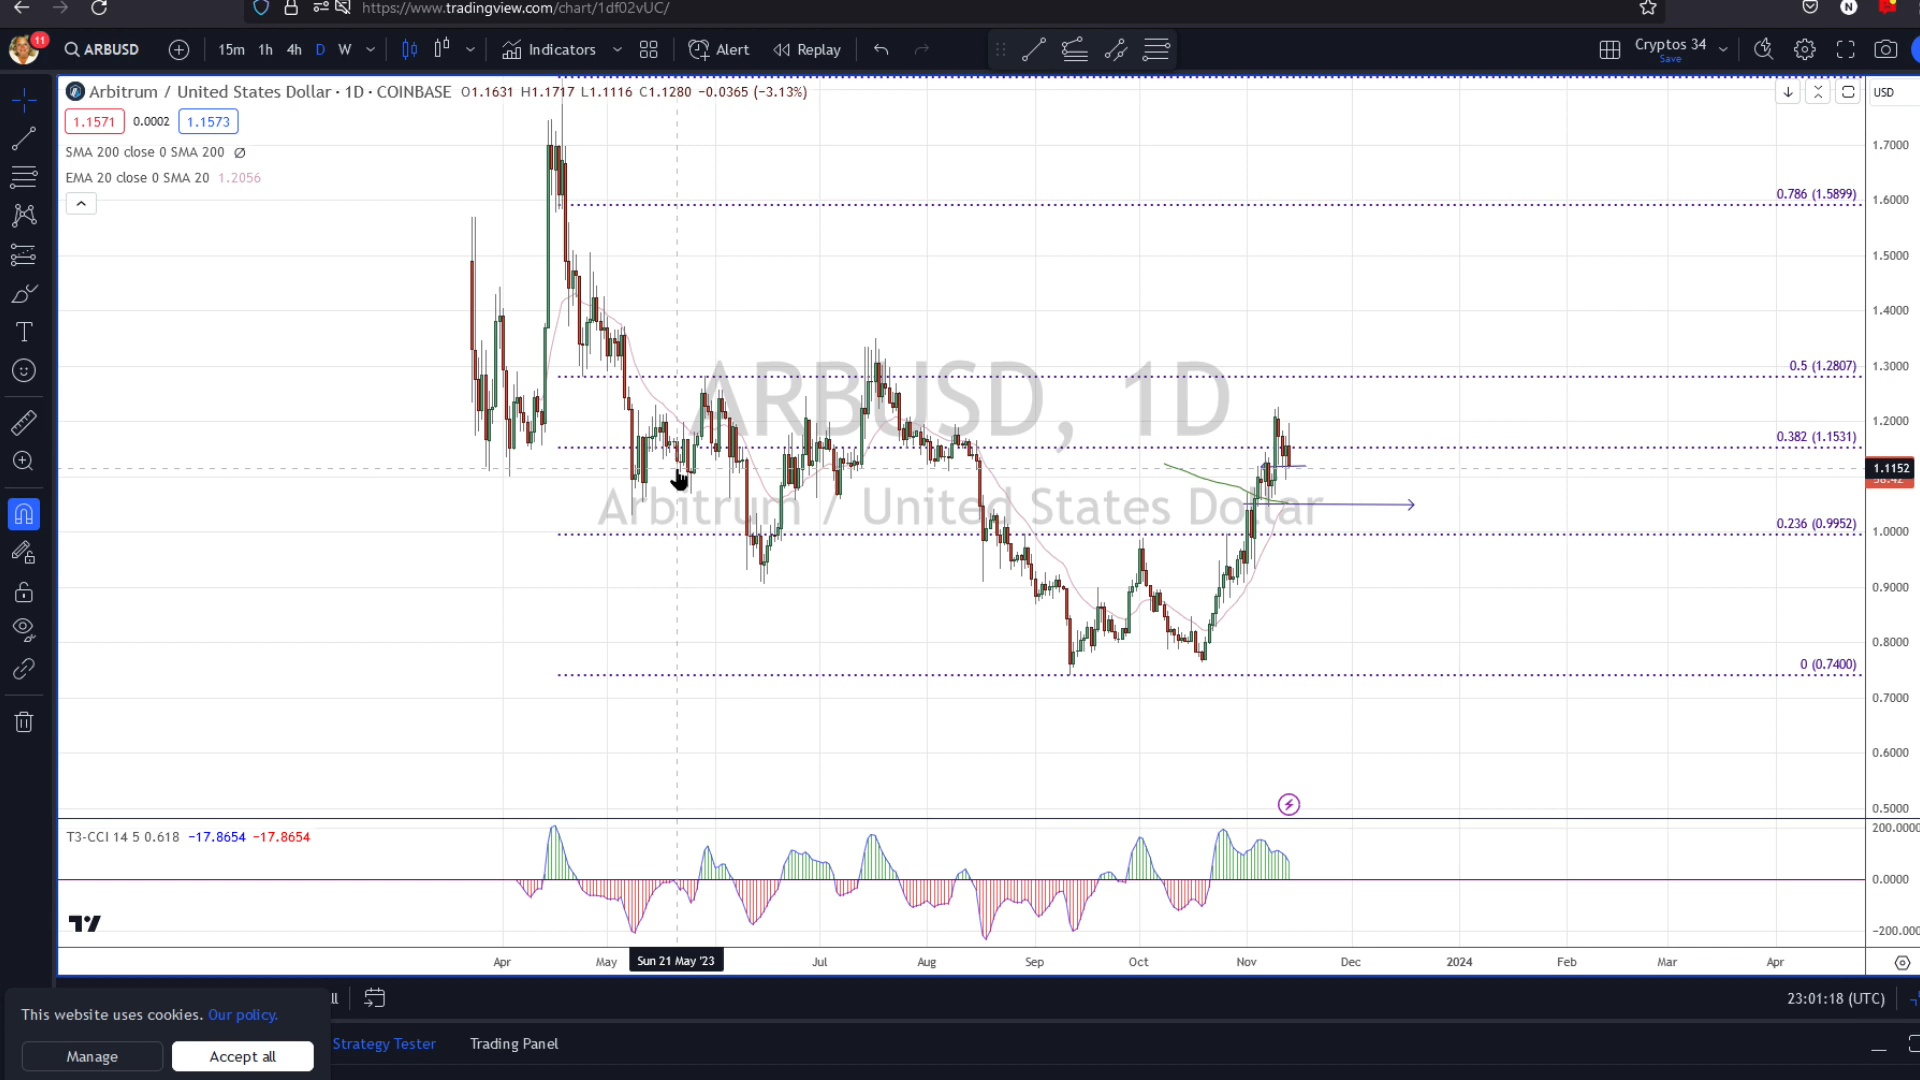 https://www.tradingview.com/chart/1df02vUC/
N
11
ARBUSD
15m 1h 4h D W
Indicators
Alert
Replay
Cryptos 34
Save
Arbitrum / United States Dollar · 1D · COINBASE O1.1631 H1.1717 L1.1116 C1.1280 −0.0365 (−3.13%)
USD
1.1571 0.0002 1.1573
SMA 200 close 0 SMA 200 Ø
EMA 20 close 0 SMA 20 1.2056
1.7000
0.786 (1.5899)
1.6000
1.5000
1.4000
0.5 (1.2807)
1.3000
ARBUSD, 1D
1.2000
0.382 (1.1531)
1.1152
Arbitrum / United States Dollar
0.236 (0.9952)
1.0000
0.9000
0.8000
0 (0.7400)
0.7000
0.6000
0.5000
T3-CCI 14 5 0.618 −17.8654 −17.8654
200.000
0.0000
−200.000
Apr May Sun 21 May '23 Jul Aug Sep Oct Nov Dec 2024 Feb Mar Apr
23:01:18 (UTC)
This website uses cookies. Our policy.
Manage Accept all
Strategy Tester Trading Panel